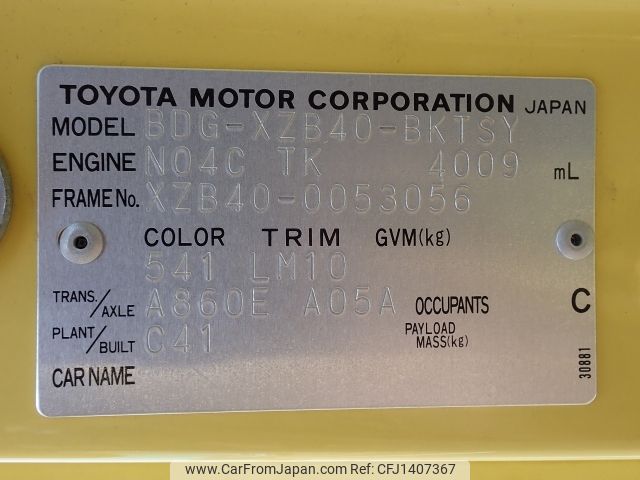 TOYOTA MOTOR CORPORATION JAPAN
MODEL BDG-XZB40-BKTSY
ENGINE N04C TK 4009 mL
FRAME No. XZB40-0053056
COLOR TRIM GVM(kg)
541 LM10
TRANS./AXLE A860E A05A OCCUPANTS C
PLANT/BUILT C41 PAYLOAD MASS(kg)
CAR NAME
30881
www.CarFromJapan.com No. CFJ1407367